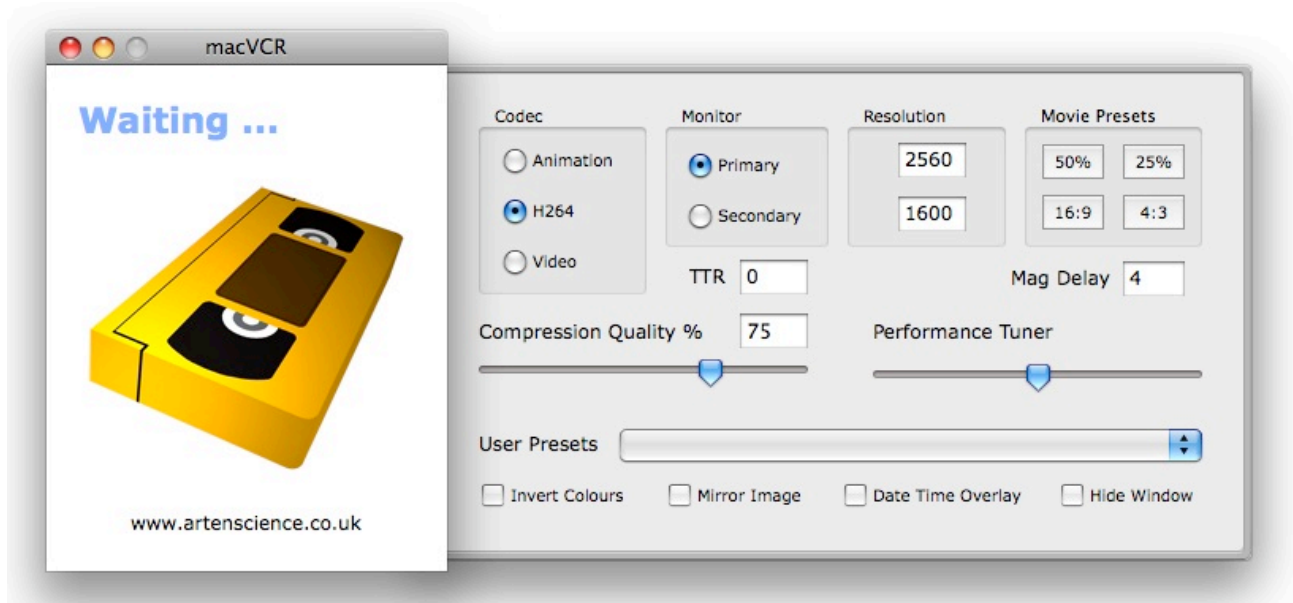 macVCR
Waiting ...
www.artenscience.co.uk
Codec
Animation
H264
Video
Monitor
Primary
Secondary
Resolution
2560
1600
Movie Presets
50% 25%
16:9 4:3
TTR 0
Mag Delay 4
Compression Quality % 75
Performance Tuner
User Presets
Invert Colours
Mirror Image
Date Time Overlay
Hide Window